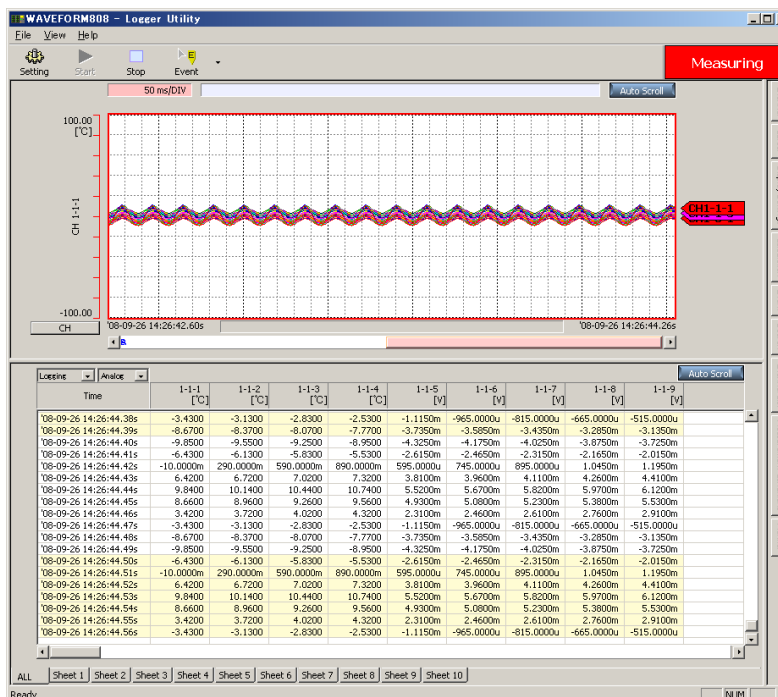 WAVEFORM808 - Logger Utility
File View Help
Setting Start Stop Event Measuring
50 ms/DIV Auto Scroll
100.00
[℃]
CH 1-1-1
CH1-1-1
-100.00
CH '08-09-26 14:26:42.60s '08-09-26 14:26:44.26s
Auto Scroll
Logging Analog
Time 1-1-1 [℃] 1-1-2 [℃] 1-1-3 [℃] 1-1-4 [℃] 1-1-5 [V] 1-1-6 [V] 1-1-7 [V] 1-1-8 [V] 1-1-9 [V]
'08-09-26 14:26:44.38s -3.4300 -3.1300 -2.8300 -2.5300 -1.1150m -965.0000u -815.0000u -665.0000u -515.0000u
'08-09-26 14:26:44.39s -8.6700 -8.3700 -8.0700 -7.7700 -3.7350m -3.5850m -3.4350m -3.2850m -3.1350m
'08-09-26 14:26:44.40s -9.8500 -9.5500 -9.2500 -8.9500 -4.3250m -4.1750m -4.0250m -3.8750m -3.7250m
'08-09-26 14:26:44.41s -6.4300 -6.1300 -5.8300 -5.5300 -2.6150m -2.4650m -2.3150m -2.1650m -2.0150m
'08-09-26 14:26:44.42s -10.0000m 290.0000m 590.0000m 890.0000m 595.0000u 745.0000u 895.0000u 1.0450m 1.1950m
'08-09-26 14:26:44.43s 6.4200 6.7200 7.0200 7.3200 3.8100m 3.9600m 4.1100m 4.2600m 4.4100m
'08-09-26 14:26:44.44s 9.8400 10.1400 10.4400 10.7400 5.5200m 5.6700m 5.8200m 5.9700m 6.1200m
'08-09-26 14:26:44.45s 8.6600 8.9600 9.2600 9.5600 4.9300m 5.0800m 5.2300m 5.3800m 5.5300m
'08-09-26 14:26:44.46s 3.4200 3.7200 4.0200 4.3200 2.3100m 2.4600m 2.6100m 2.7600m 2.9100m
'08-09-26 14:26:44.47s -3.4300 -3.1300 -2.8300 -2.5300 -1.1150m -965.0000u -815.0000u -665.0000u -515.0000u
'08-09-26 14:26:44.48s -8.6700 -8.3700 -8.0700 -7.7700 -3.7350m -3.5850m -3.4350m -3.2850m -3.1350m
'08-09-26 14:26:44.49s -9.8500 -9.5500 -9.2500 -8.9500 -4.3250m -4.1750m -4.0250m -3.8750m -3.7250m
'08-09-26 14:26:44.50s -6.4300 -6.1300 -5.8300 -5.5300 -2.6150m -2.4650m -2.3150m -2.1650m -2.0150m
'08-09-26 14:26:44.51s -10.0000m 290.0000m 590.0000m 890.0000m 595.0000u 745.0000u 895.0000u 1.0450m 1.1950m
'08-09-26 14:26:44.52s 6.4200 6.7200 7.0200 7.3200 3.8100m 3.9600m 4.1100m 4.2600m 4.4100m
'08-09-26 14:26:44.53s 9.8400 10.1400 10.4400 10.7400 5.5200m 5.6700m 5.8200m 5.9700m 6.1200m
'08-09-26 14:26:44.54s 8.6600 8.9600 9.2600 9.5600 4.9300m 5.0800m 5.2300m 5.3800m 5.5300m
'08-09-26 14:26:44.55s 3.4200 3.7200 4.0200 4.3200 2.3100m 2.4600m 2.6100m 2.7600m 2.9100m
'08-09-26 14:26:44.56s -3.4300 -3.1300 -2.8300 -2.5300 -1.1150m -965.0000u -815.0000u -665.0000u -515.0000u
ALL Sheet 1 Sheet 2 Sheet 3 Sheet 4 Sheet 5 Sheet 6 Sheet 7 Sheet 8 Sheet 9 Sheet 10
Ready NUM